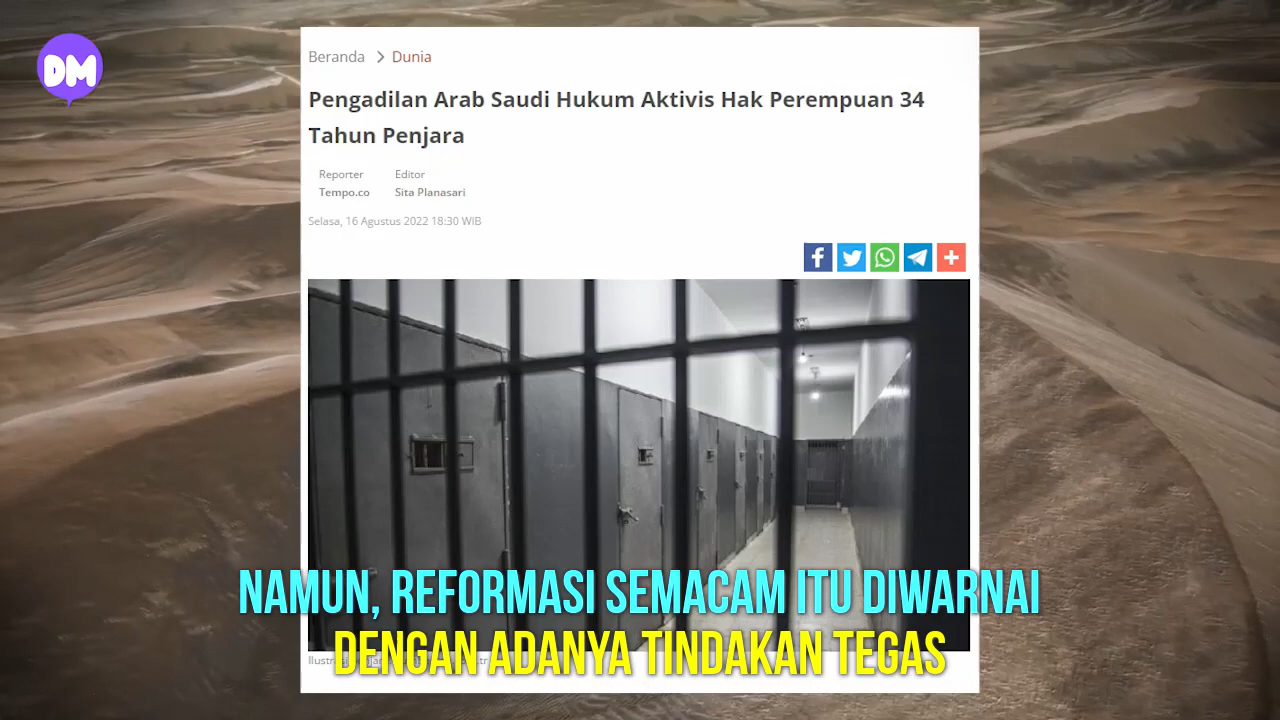 DM
Beranda > Dunia
Pengadilan Arab Saudi Hukum Aktivis Hak Perempuan 34
Tahun Penjara
Reporter Editor
Tempo.co Sita Planasari
Selasa, 16 Agustus 2022 18:30 WIB
NAMUN, REFORMASI SEMACAM ITU DIWARNAI
DENGAN ADANYA TINDAKAN TEGAS